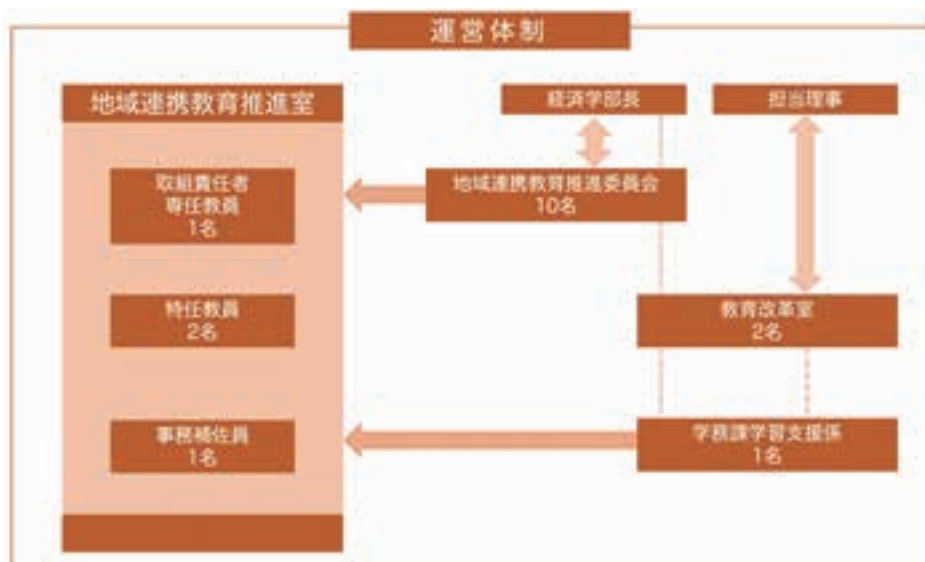 運営体制
地域連携教育推進室
取組責任者
専任教員
1名
特任教員
2名
事務補佐員
1名
経済学部長
担当理事
地域連携教育推進委員会
10名
教育改革室
2名
学務課学習支援係
1名